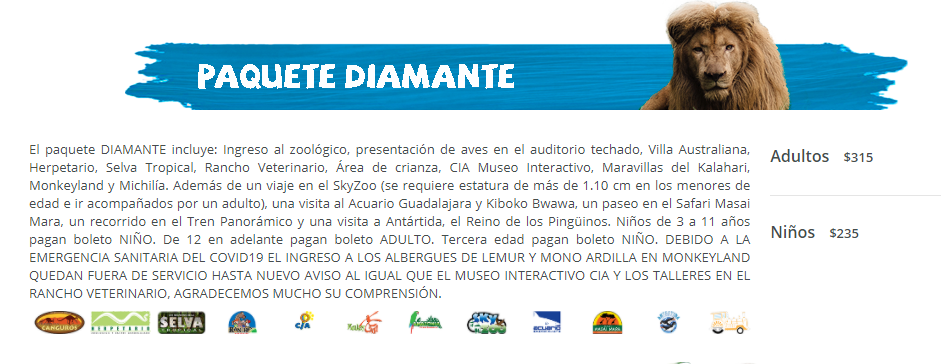 PAQUETE DIAMANTE
El paquete DIAMANTE incluye: Ingreso al zoológico, presentación de aves en el auditorio techado, Villa Australiana,
Herpetario, Selva Tropical, Rancho Veterinario, Área de crianza, CIA Museo Interactivo, Maravillas del Kalahari,
Monkeyland y Michilía. Además de un viaje en el SkyZoo (se requiere estatura de más de 1.10 cm en los menores de
edad e ir acompañados por un adulto), una visita al Acuario Guadalajara y Kiboko Bwawa, un paseo en el Safari Masai
Mara, un recorrido en el Tren Panorámico y una visita a Antártida, el Reino de los Pingüinos. Niños de 3 a 11 años
pagan boleto NIÑO. De 12 en adelante pagan boleto ADULTO. Tercera edad pagan boleto NIÑO. DEBIDO A LA
EMERGENCIA SANITARIA DEL COVID19 EL INGRESO A LOS ALBERGUES DE LEMUR Y MONO ARDILLA EN MONKEYLAND
QUEDAN FUERA DE SERVICIO HASTA NUEVO AVISO AL IGUAL QUE EL MUSEO INTERACTIVO CIA Y LOS TALLERES EN EL
RANCHO VETERINARIO, AGRADECEMOS MUCHO SU COMPRENSIÓN.
Adultos $315
Niños $235
CANGUROS
HERPETARIO
SELVA
TROPICAL
CIA
SKY ZOO
acuario
MASAI MARA